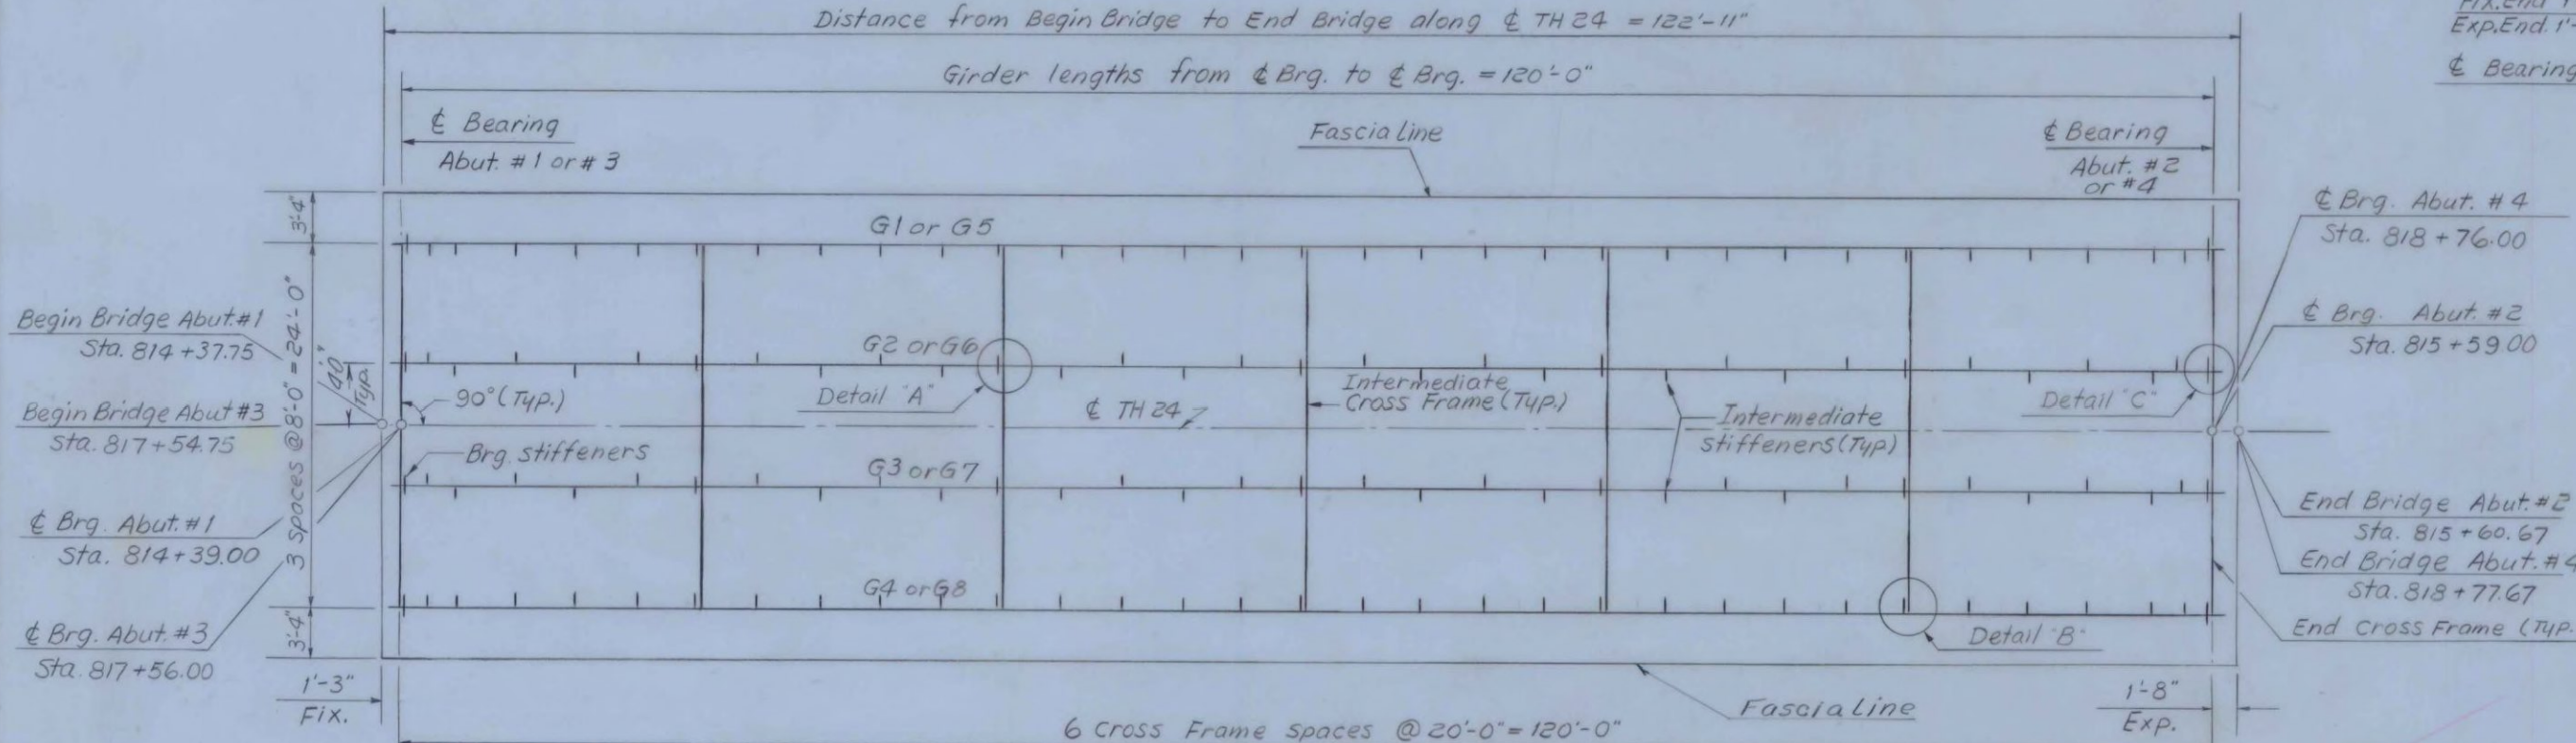 Distance from Begin Bridge to End Bridge along ℄ TH 24 = 122'-11"
Exp.End. 1'-
Girder lengths from ℄ Brg. to ℄ Brg. = 120'-0"
℄ Bearing
℄ Bearing
Abut. #1 or #3
Fascia line
℄ Bearing
Abut. #2
or #4
℄ Brg. Abut. #4
Sta. 818 + 76.00
3'-4"
G1 or G5
3 spaces @8'-0" = 24'-0"
Begin Bridge Abut.#1
Sta. 814 + 37.75
℄ Brg. Abut. #2
Sta. 815 + 59.00
G2 or G6
Typ.
Detail "A"
90° (Typ.)
℄ TH 24
Intermediate
Cross Frame (Typ.)
Intermediate
stiffeners (Typ)
Detail "C"
Begin Bridge Abut #3
Sta. 817 + 54.75
Brg. stiffeners
G3 or G7
℄ Brg. Abut. #1
Sta. 814 + 39.00
End Bridge Abut. #2
Sta. 815 + 60.67
End Bridge Abut. #4
Sta. 818 + 77.67
G4 or G8
3'-4"
Detail "B"
End Cross Frame (Typ.
℄ Brg. Abut. #3
Sta. 817 + 56.00
1'-3"
Fix.
Fascia line
1'-8"
Exp.
6 Cross Frame spaces @ 20'-0" = 120'-0"